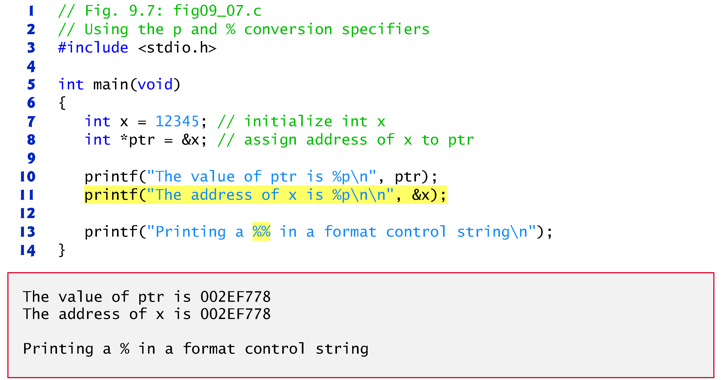 1 // Fig. 9.7: fig09_07.c
2 // Using the p and % conversion specifiers
3 #include <stdio.h>
4
5 int main(void)
6 {
7    int x = 12345; // initialize int x
8    int *ptr = &x; // assign address of x to ptr
9
10    printf("The value of ptr is %p\n", ptr);
11    printf("The address of x is %p\n\n", &x);
12
13    printf("Printing a %% in a format control string\n");
14 }
The value of ptr is 002EF778
The address of x is 002EF778
Printing a % in a format control string